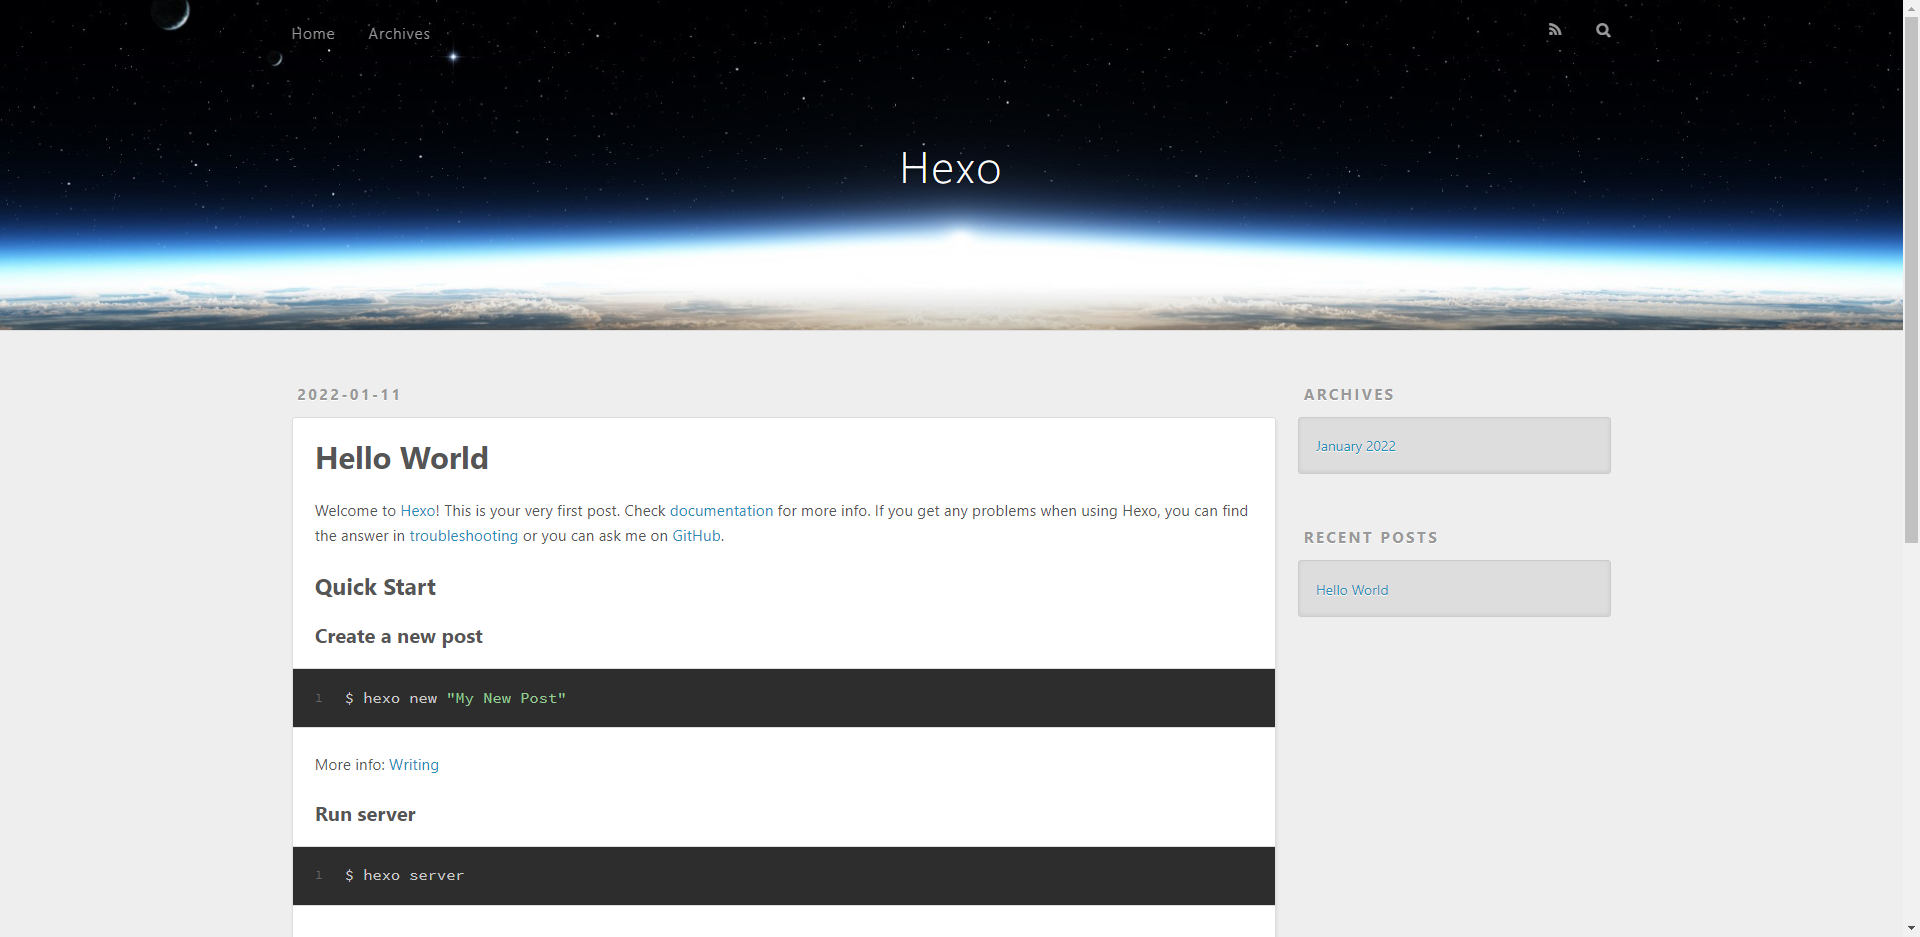 Home Archives
Hexo
2022-01-11
Hello World
Welcome to Hexo! This is your very first post. Check documentation for more info. If you get any problems when using Hexo, you can find
the answer in troubleshooting or you can ask me on GitHub.
Quick Start
Create a new post
1 $ hexo new "My New Post"
More info: Writing
Run server
1 $ hexo server
ARCHIVES
January 2022
RECENT POSTS
Hello World